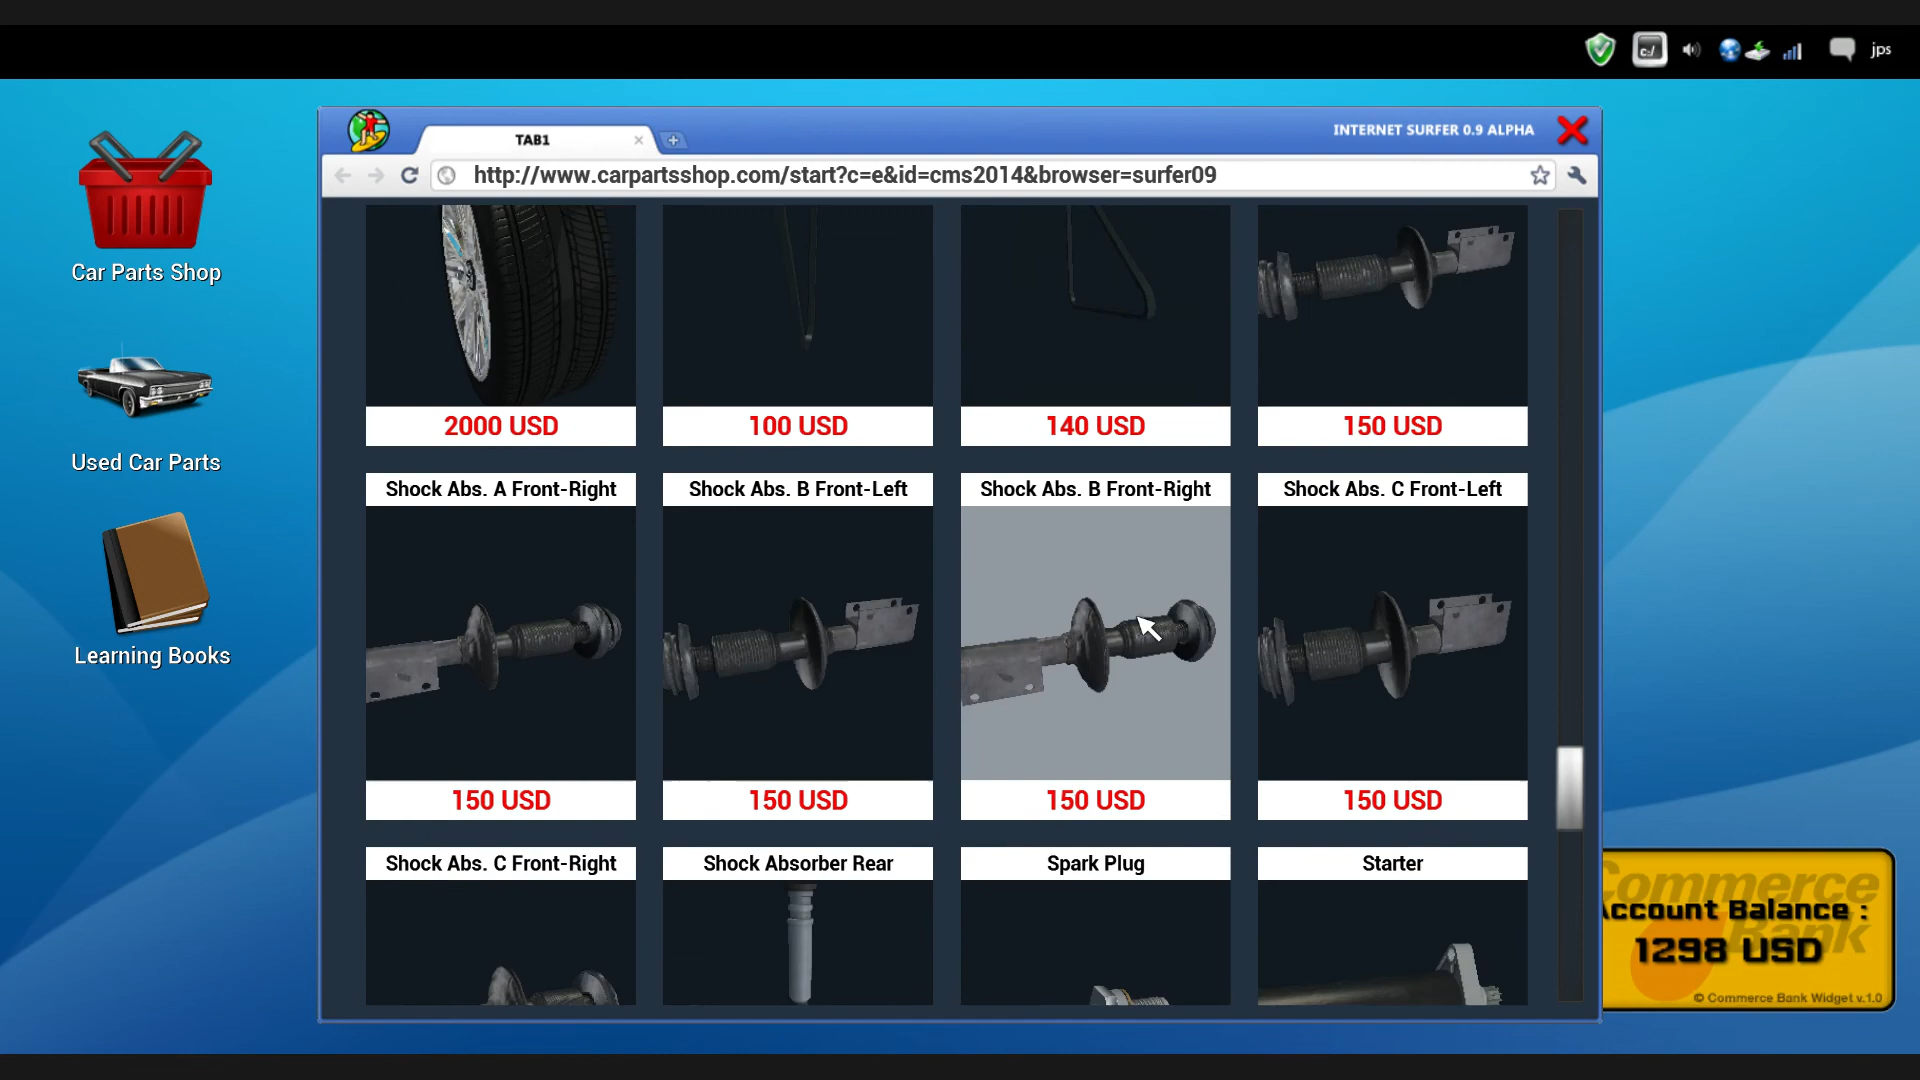 c:/
jps
TAB1
INTERNET SURFER 0.9 ALPHA
http://www.carpartsshop.com/start?c=e&id=cms2014&browser=surfer09
Car Parts Shop
Used Car Parts
Learning Books
2000 USD
100 USD
140 USD
150 USD
Shock Abs. A Front-Right
Shock Abs. B Front-Left
Shock Abs. B Front-Right
Shock Abs. C Front-Left
150 USD
150 USD
150 USD
150 USD
Shock Abs. C Front-Right
Shock Absorber Rear
Spark Plug
Starter
Commerce
Bank
Account Balance :
1298 USD
© Commerce Bank Widget v.1.0